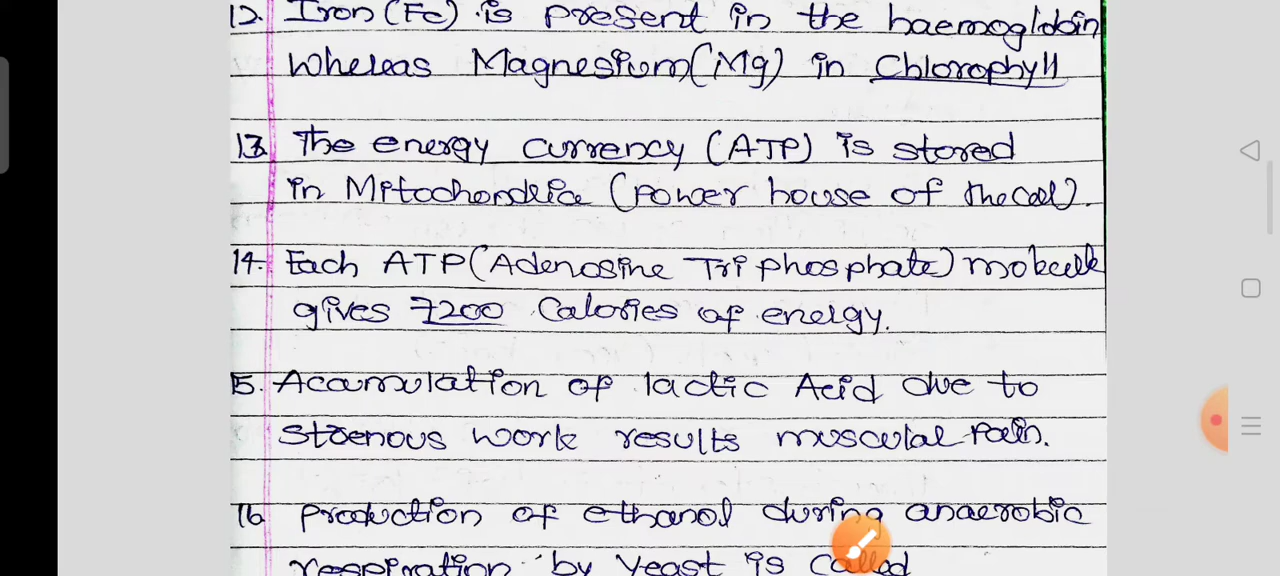 12. Iron (Fe) is present in the haemoglobin
Whereas Magnesium (Mg) in Chlorophyll
13. The energy currency (ATP) is stored
in Mitochondria (Power house of the cell).
14. Each ATP (Adenosine Tri phosphate) molecule
gives 7200 Calories of energy.
15. Accumulation of lactic Acid due to
strenous work results muscular Pain.
16 production of ethanol during anaerobic
respiration by Yeast is called